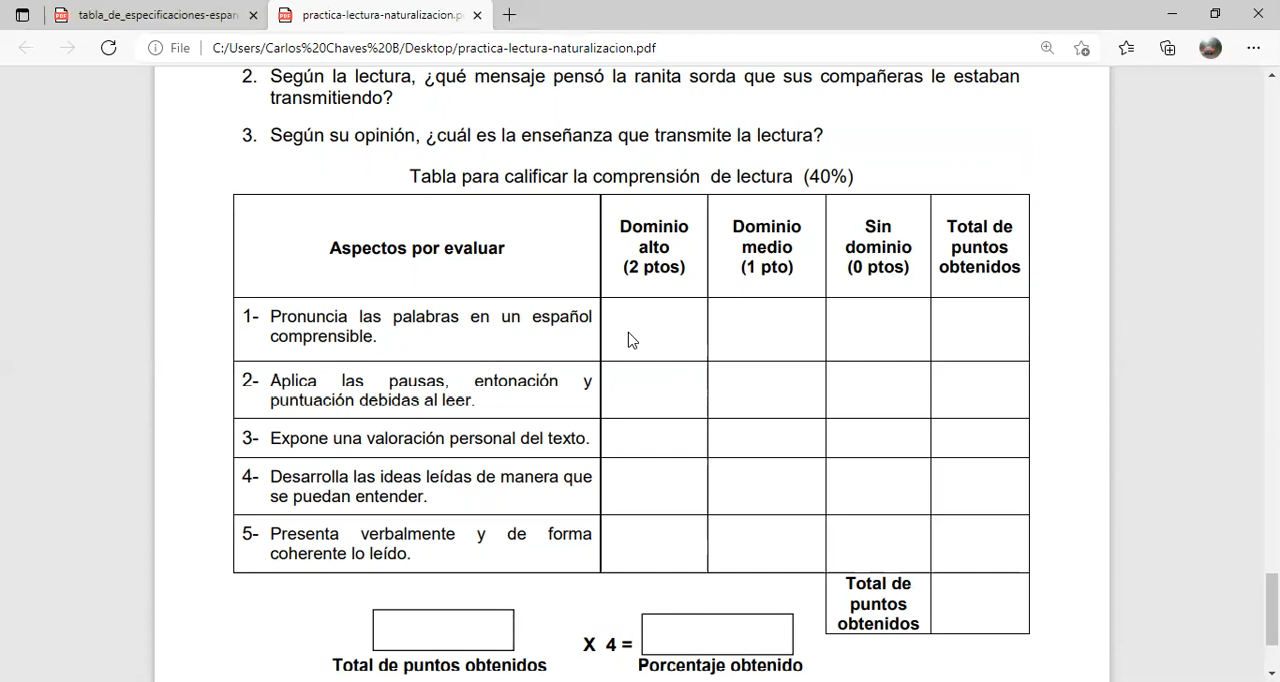 tabla_de_especificaciones-españ
practica-lectura-naturalizacion.p
File
C:/Users/Carlos%20Chaves%20B/Desktop/practica-lectura-naturalizacion.pdf
2. Según la lectura, ¿qué mensaje pensó la ranita sorda que sus compañeras le estaban
transmitiendo?
3. Según su opinión, ¿cuál es la enseñanza que transmite la lectura?
Tabla para calificar la comprensión de lectura (40%)
Aspectos por evaluar
Dominio
alto
(2 ptos)
Dominio
medio
(1 pto)
Sin
dominio
(0 ptos)
Total de
puntos
obtenidos
1- Pronuncia las palabras en un español
comprensible.
2- Aplica las pausas, entonación y
puntuación debidas al leer.
3- Expone una valoración personal del texto.
4- Desarrolla las ideas leídas de manera que
se puedan entender.
5- Presenta verbalmente y de forma
coherente lo leído.
Total de
puntos
obtenidos
X 4 =
Total de puntos obtenidos
Porcentaje obtenido